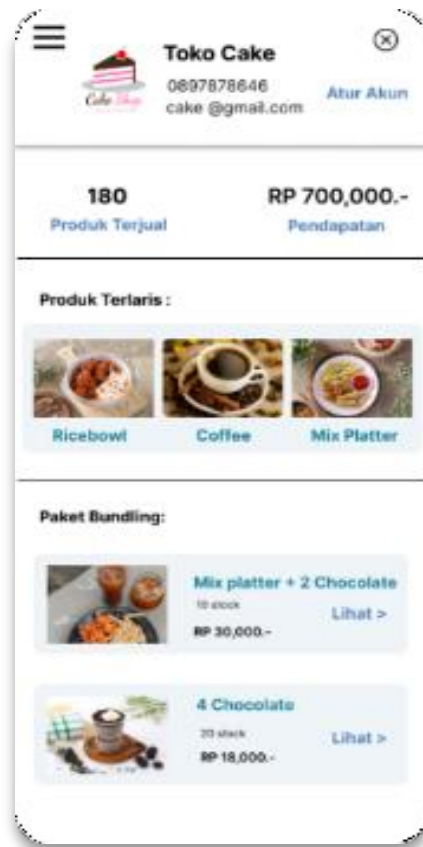 Toko Cake
0897878646
cake @gmail.com
Atur Akun
Cake Shop
180
Produk Terjual
RP 700,000.-
Pendapatan
Produk Terlaris :
Ricebowl
Coffee
Mix Platter
Paket Bundling:
Mix platter + 2 Chocolate
10 stock
Lihat >
RP 30,000.-
4 Chocolate
20 stock
Lihat >
RP 18,000.-